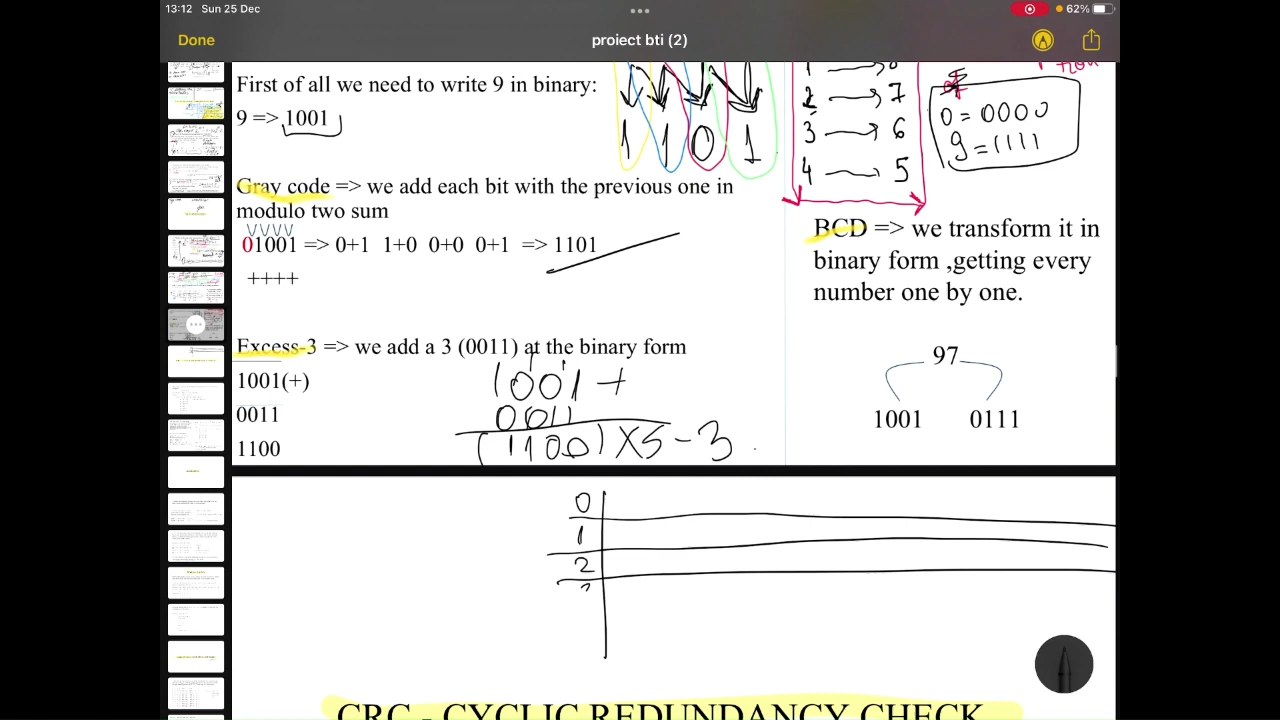 13:12 Sun 25 Dec
62%
Done
proiect bti (2)
First of all we need to write 9 in binary:
9 => 1001
1 1 0 1
2 → 7
3 → 6
4 → 5
0 = 0000
9 = 1111
Gray code => we add each bit with the previous one in
modulo two sum
01001 => 0+1 1+0 0+0 0+1 => 1101
++++
BCD => we transform it in
binary form ,getting every
number one by one.
97
1001 0111
Excess-3 => we add a 3 (0011) at the binary form
1001(+)
0011
1100
1001 +
0011
(1100) XS-3
0
1
2
CYCLIC REDUNDANCY CHECK